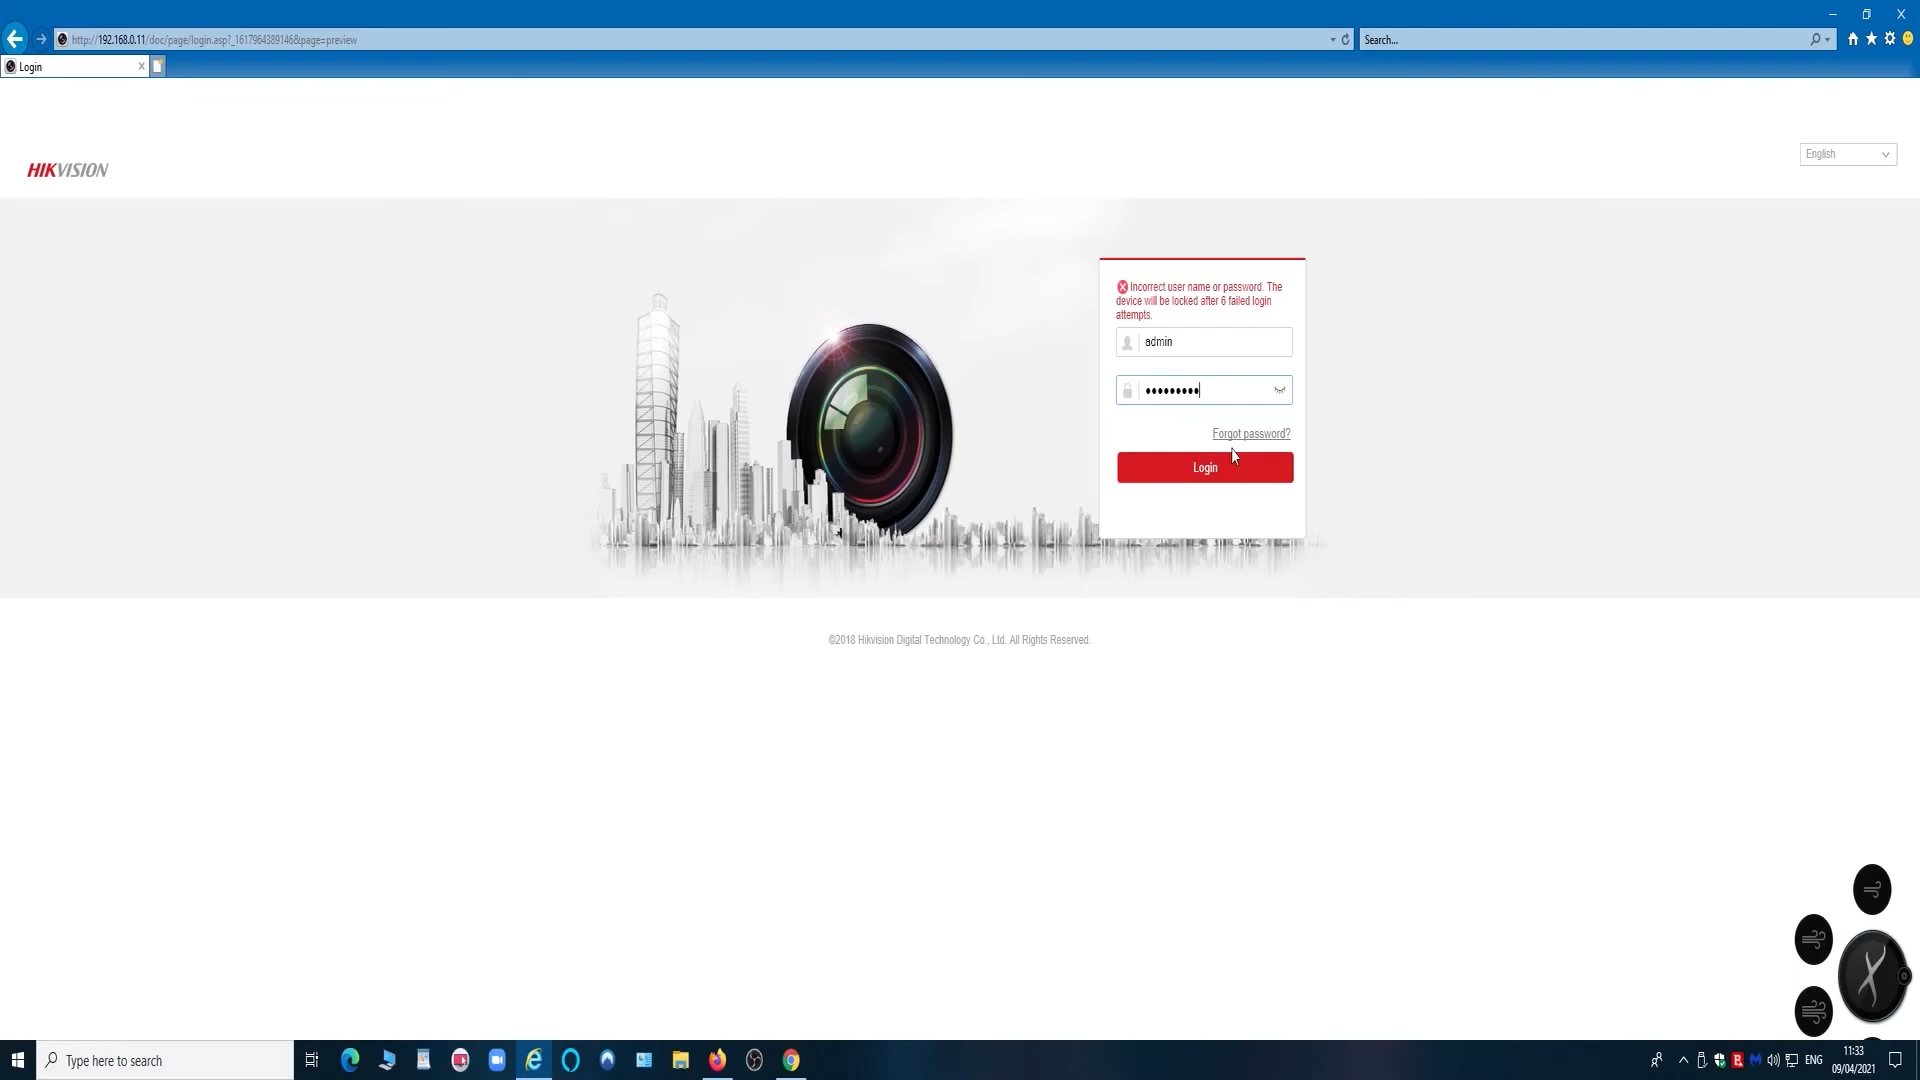 http://192.168.0.11/doc/page/login.asp?_1617964389146&page=preview
Search...
Login
English
HIKVISION
Incorrect user name or password. The
device will be locked after 6 failed login
attempts.
admin
Forgot password?
Login
©2018 Hikvision Digital Technology Co., Ltd. All Rights Reserved.
Type here to search
ENG
11:33
09/04/2021